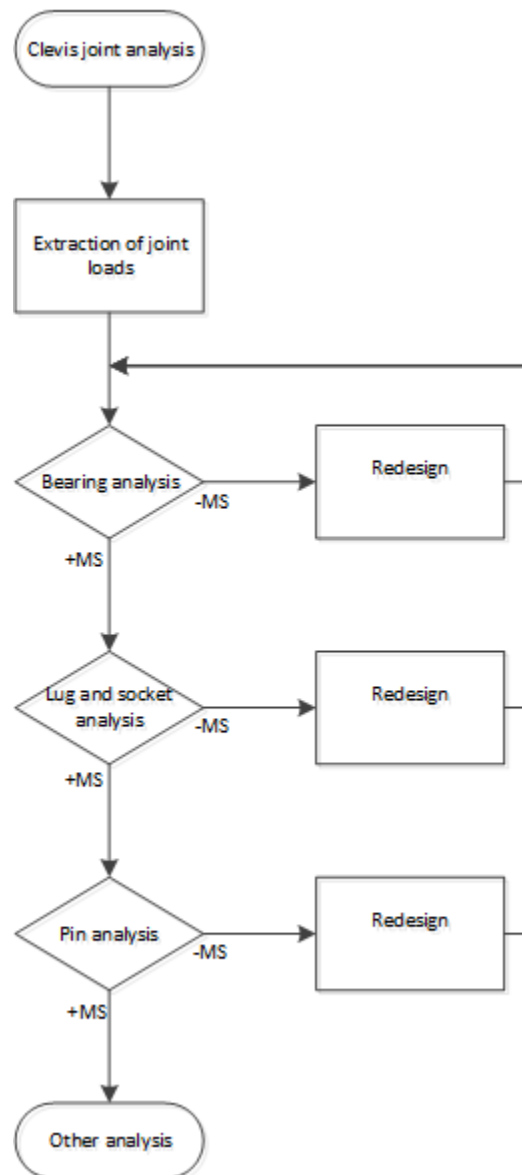 Clevis joint analysis
Extraction of joint
loads
Bearing analysis
-MS
Redesign
+MS
Lug and socket
analysis
-MS
Redesign
+MS
Pin analysis
-MS
Redesign
+MS
Other analysis